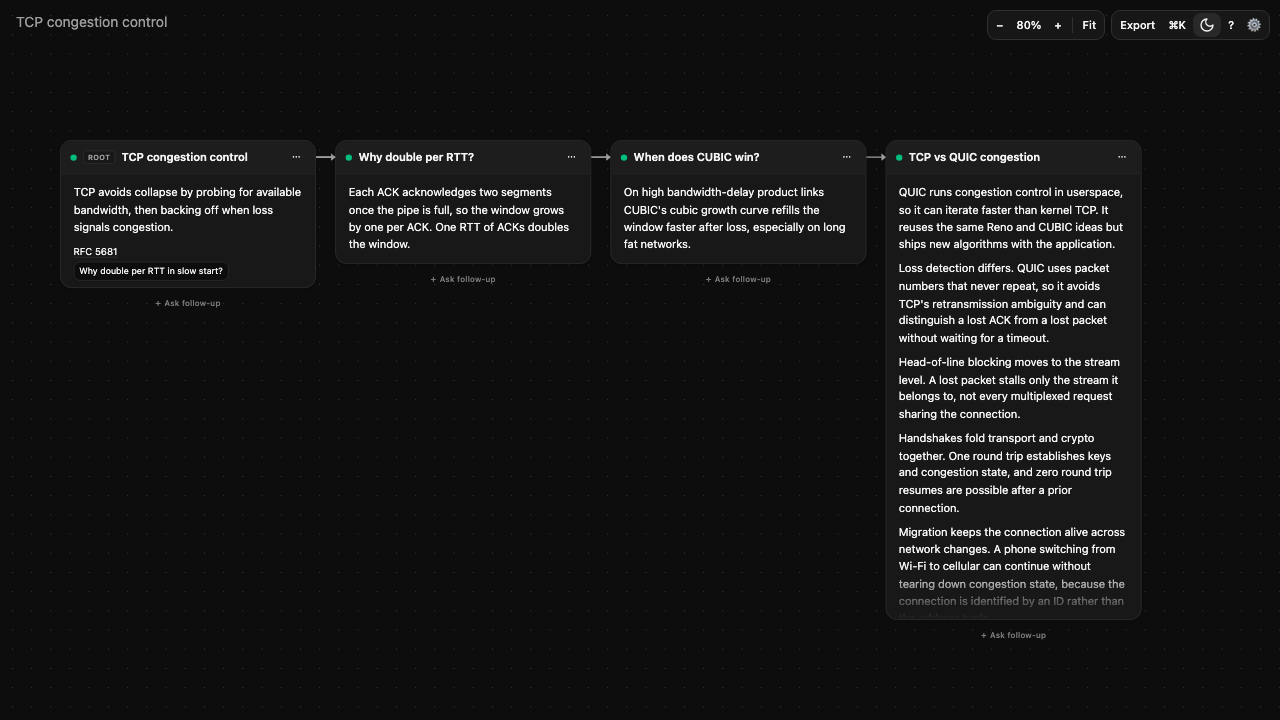 TCP congestion control
− 80% + Fit
Export ⌘K ?
ROOT TCP congestion control ...
TCP avoids collapse by probing for available
bandwidth, then backing off when loss
signals congestion.
RFC 5681
Why double per RTT in slow start?
+ Ask follow-up
Why double per RTT? ...
Each ACK acknowledges two segments
once the pipe is full, so the window grows
by one per ACK. One RTT of ACKs doubles
the window.
+ Ask follow-up
When does CUBIC win? ...
On high bandwidth-delay product links
CUBIC's cubic growth curve refills the
window faster after loss, especially on long
fat networks.
+ Ask follow-up
TCP vs QUIC congestion ...
QUIC runs congestion control in userspace,
so it can iterate faster than kernel TCP. It
reuses the same Reno and CUBIC ideas but
ships new algorithms with the application.
Loss detection differs. QUIC uses packet
numbers that never repeat, so it avoids
TCP's retransmission ambiguity and can
distinguish a lost ACK from a lost packet
without waiting for a timeout.
Head-of-line blocking moves to the stream
level. A lost packet stalls only the stream it
belongs to, not every multiplexed request
sharing the connection.
Handshakes fold transport and crypto
together. One round trip establishes keys
and congestion state, and zero round trip
resumes are possible after a prior
connection.
Migration keeps the connection alive across
network changes. A phone switching from
Wi-Fi to cellular can continue without
tearing down congestion state, because the
connection is identified by an ID rather than
+ Ask follow-up